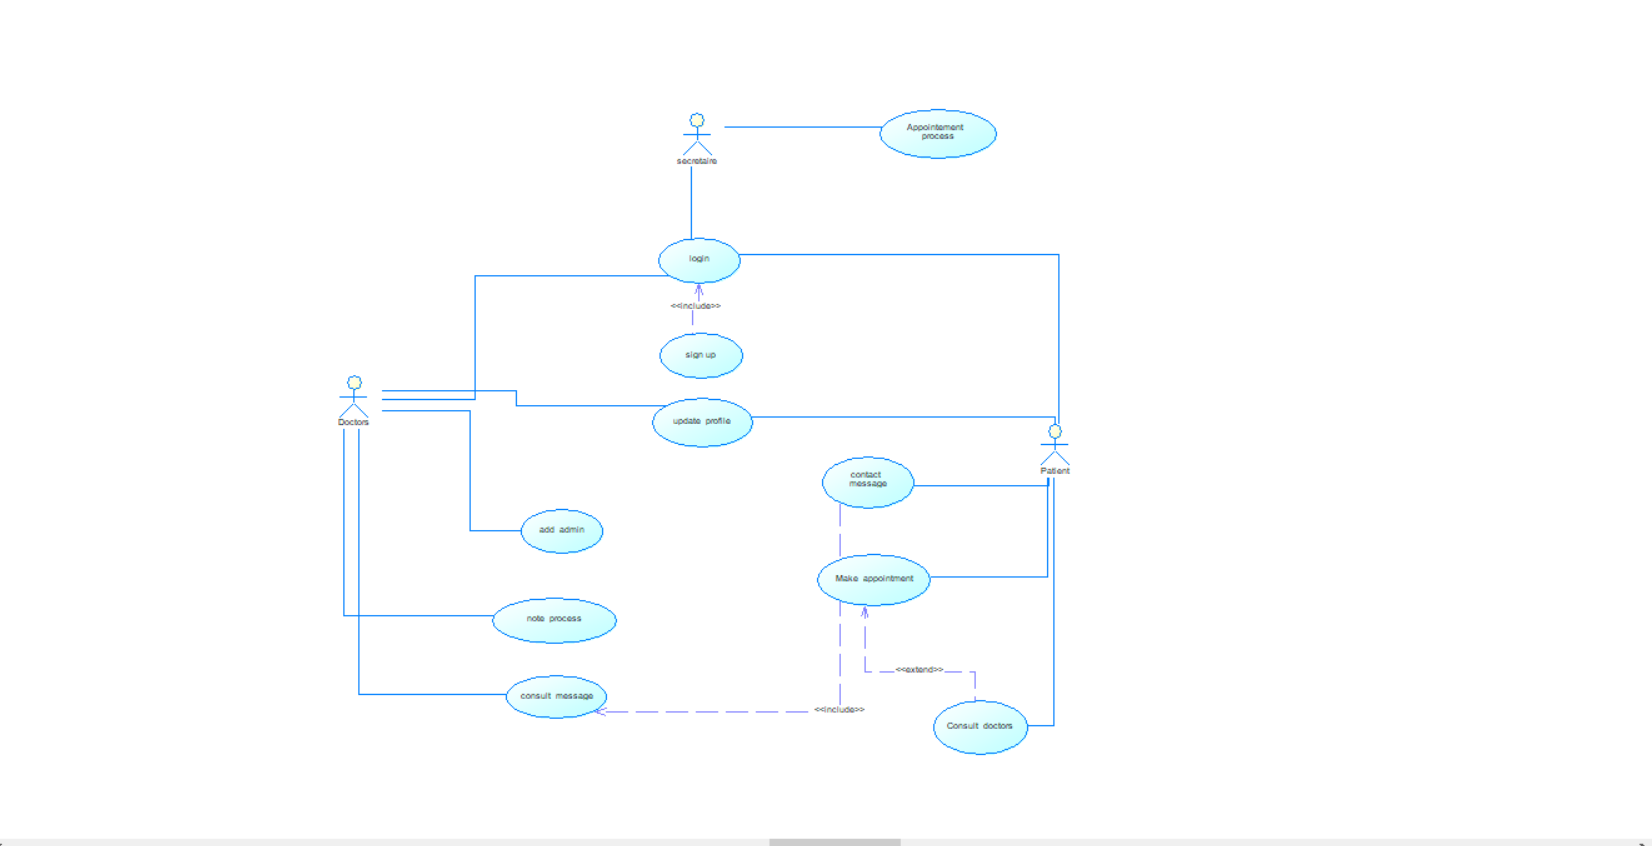 Appointement
process
secretaire
login
<<include>>
sign up
Doctors
update profile
Patient
contact
message
add admin
Make appointment
note process
<<extend>>
consult message
<<include>>
Consult doctors